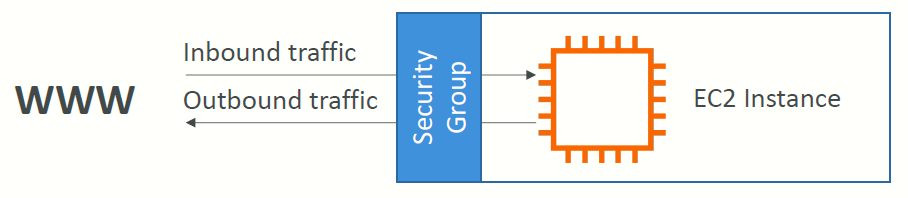 WWW
Inbound traffic
Outbound traffic
Security
Group
EC2 Instance